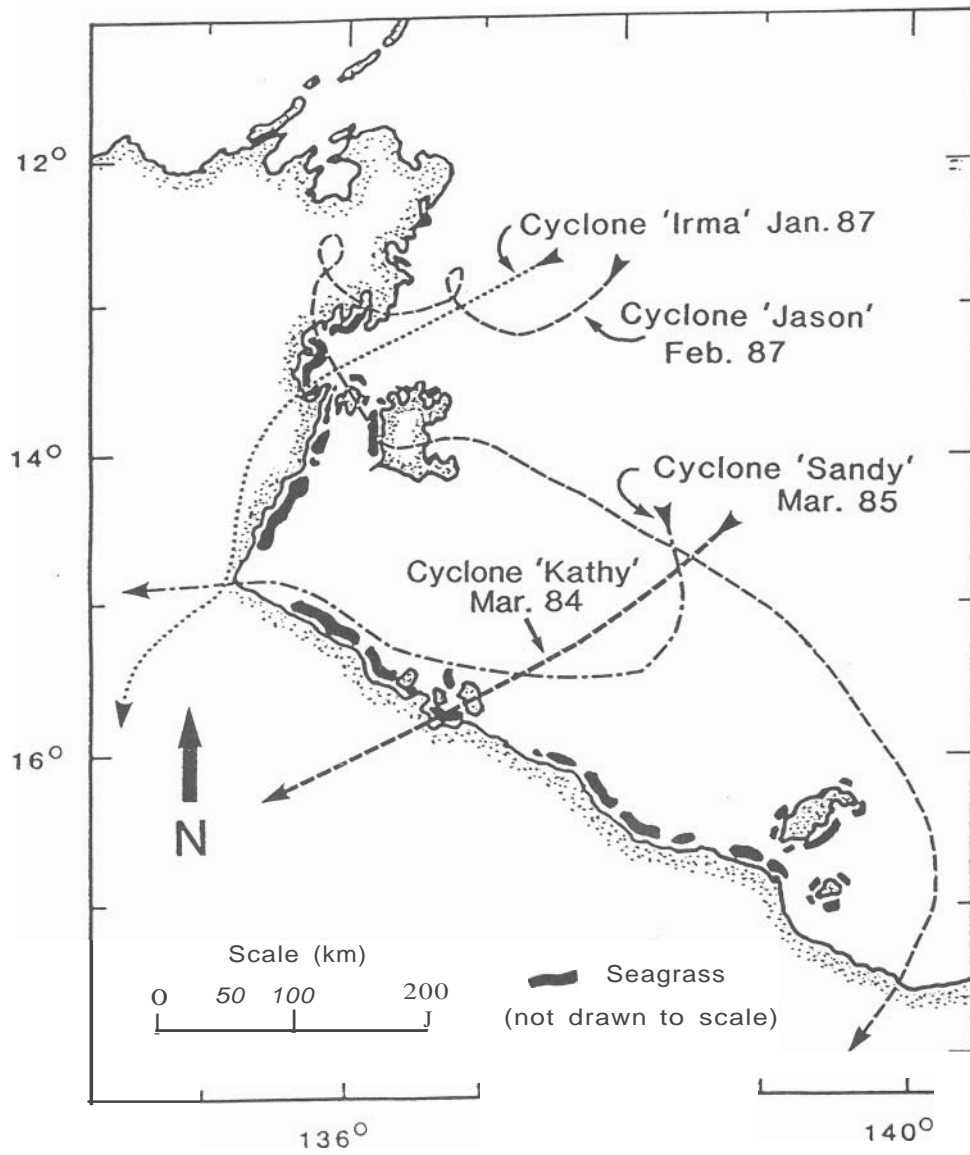 12°
Cyclone 'Irma' Jan. 87
Cyclone 'Jason'
Feb. 87
14°
Cyclone 'Sandy'
Mar. 85
Cyclone 'Kathy'
Mar. 84
16°
N
Scale (km)
O 50 100 200
Seagrass
(not drawn to scale)
136°
140°